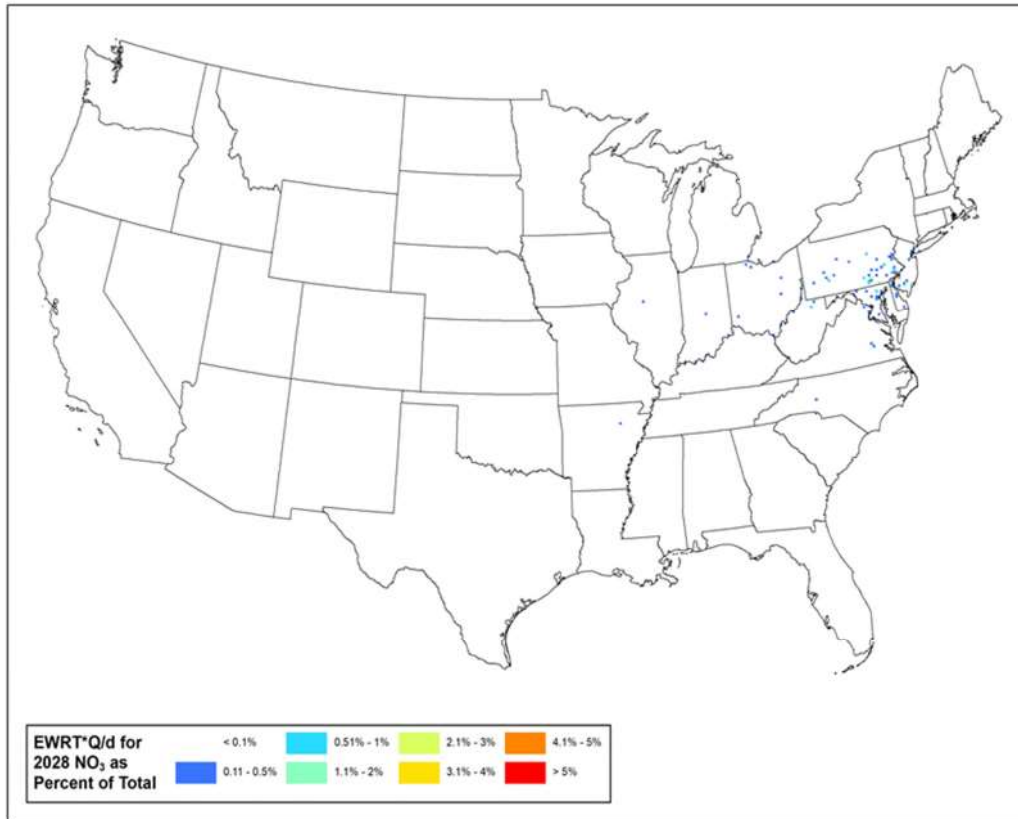 EWRT*Q/d for
2028 NO₃ as
Percent of Total
< 0.1%
0.51% - 1%
2.1% - 3%
4.1% - 5%
0.11 - 0.5%
1.1% - 2%
3.1% - 4%
> 5%